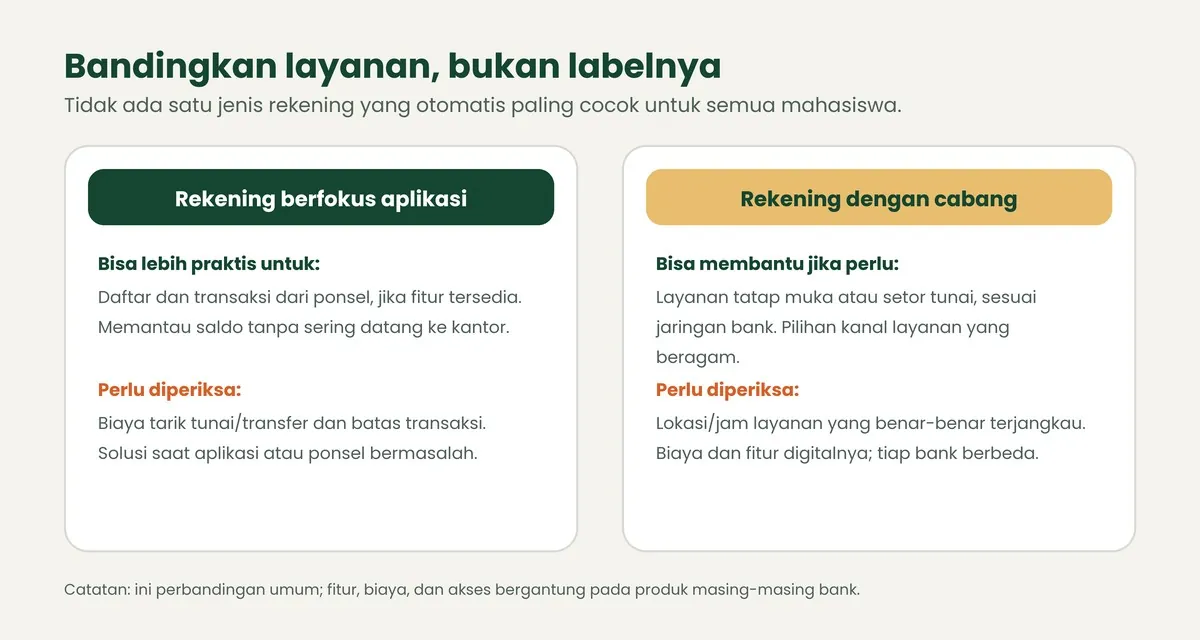 Bandingkan layanan, bukan labelnya
Tidak ada satu jenis rekening yang otomatis paling cocok untuk semua mahasiswa.
Rekening berfokus aplikasi
Bisa lebih praktis untuk:
Daftar dan transaksi dari ponsel, jika fitur tersedia.
Memantau saldo tanpa sering datang ke kantor.
Perlu diperiksa:
Biaya tarik tunai/transfer dan batas transaksi.
Solusi saat aplikasi atau ponsel bermasalah.
Rekening dengan cabang
Bisa membantu jika perlu:
Layanan tatap muka atau setor tunai, sesuai
jaringan bank. Pilihan kanal layanan yang
beragam.
Perlu diperiksa:
Lokasi/jam layanan yang benar-benar terjangkau.
Biaya dan fitur digitalnya; tiap bank berbeda.
Catatan: ini perbandingan umum; fitur, biaya, dan akses bergantung pada produk masing-masing bank.